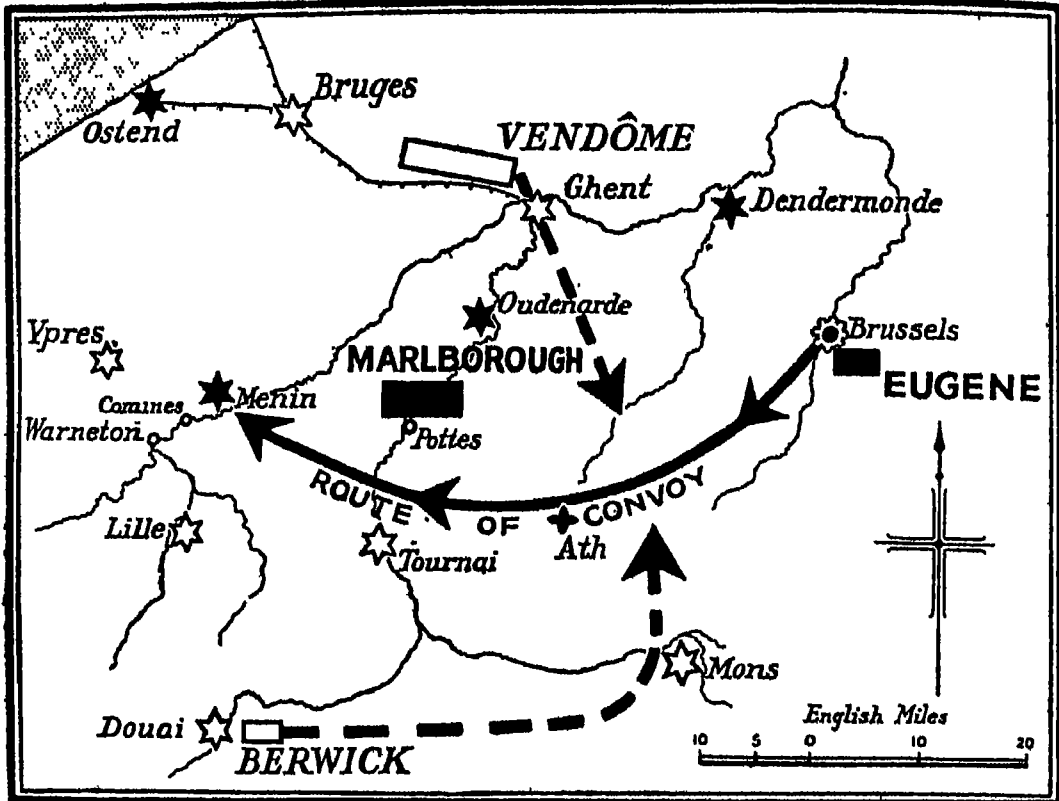 Bruges
Ostend
VENDÔME
Ghent
Dendermonde
Oudenarde
Ypres
Brussels
MARLBOROUGH
EUGENE
Menin
Comines
Warneton
Pottes
ROUTE OF CONVOY
Lille
Tournai
Ath
Mons
Douai
BERWICK
English Miles
10 5 0 10 20